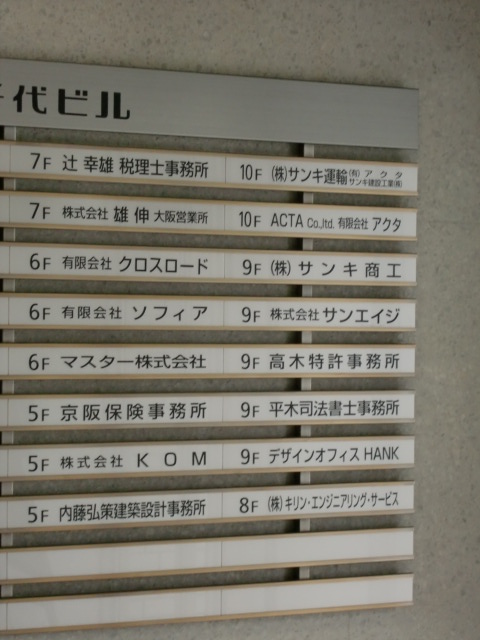 代ビル
7F 辻 幸雄 税理士事務所 10F (株)サンキ運輸 (有)アクタ サンキ建設工業(株)
7F 株式会社 雄伸 大阪営業所 10F ACTA Co.,ltd. 有限会社 アクタ
6F 有限会社 クロスロード 9F (株) サンキ商工
6F 有限会社 ソフィア 9F 株式会社 サンエイジ
6F マスター株式会社 9F 高木特許事務所
5F 京阪保険事務所 9F 平木司法書士事務所
5F 株式会社 KOM 9F デザインオフィス HANK
5F 内藤弘策建築設計事務所 8F (株)キリン・エンジニアリング・サービス